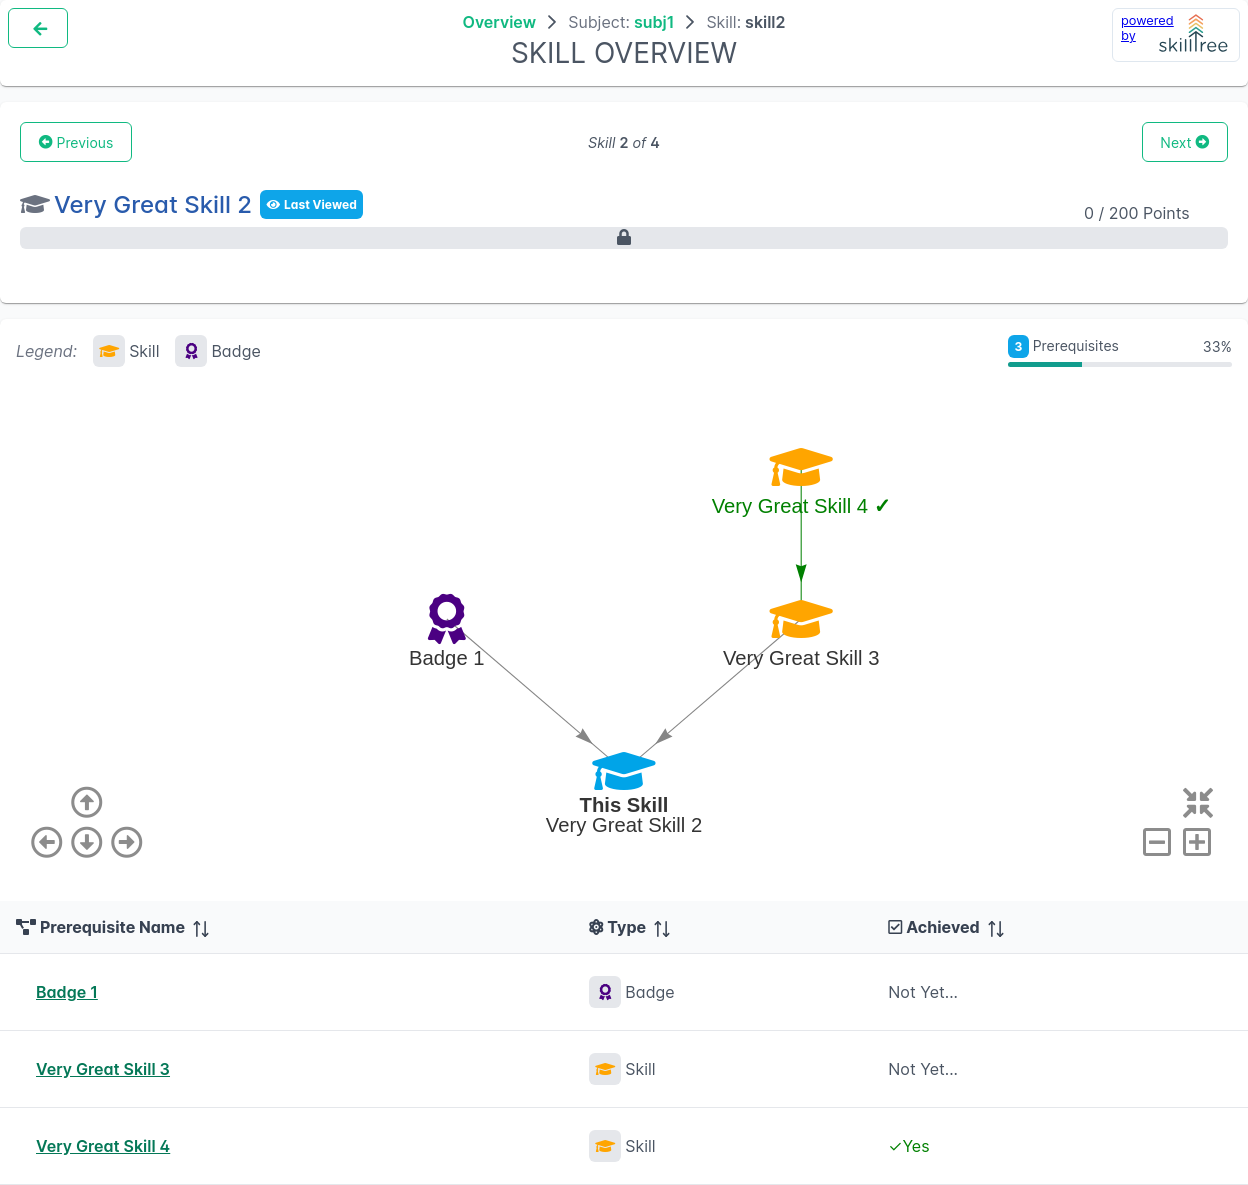 Overview > Subject: subj1 > Skill: skill2
SKILL OVERVIEW
powered
by
skilltree
Previous
Skill 2 of 4
Next
Very Great Skill 2
Last Viewed
0 / 200 Points
Legend: Skill Badge
3 Prerequisites 33%
Very Great Skill 4 ✓
Badge 1
Very Great Skill 3
This Skill
Very Great Skill 2
Prerequisite Name Type Achieved
Badge 1 Badge Not Yet...
Very Great Skill 3 Skill Not Yet...
Very Great Skill 4 Skill ✓Yes